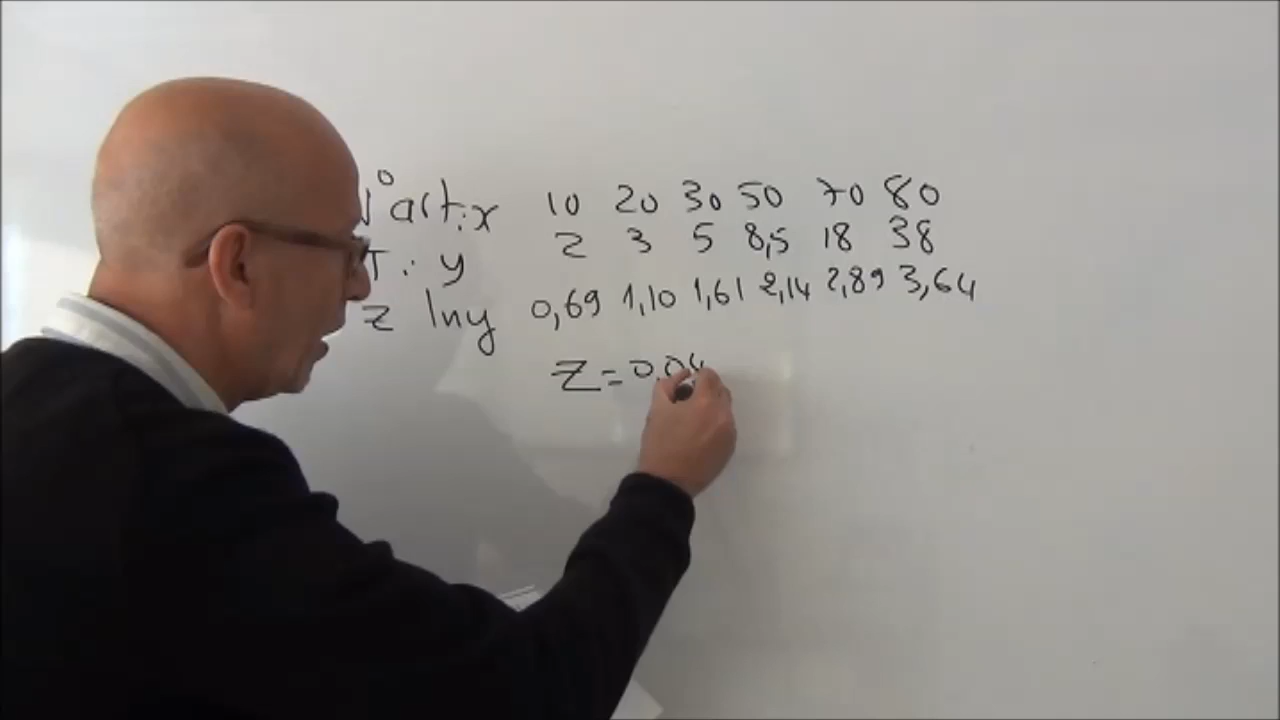 N° act: x 10 20 30 50 70 80
T: y 2 3 5 8,5 18 38
z lny 0,69 1,10 1,61 2,14 2,89 3,64
Z=0,04